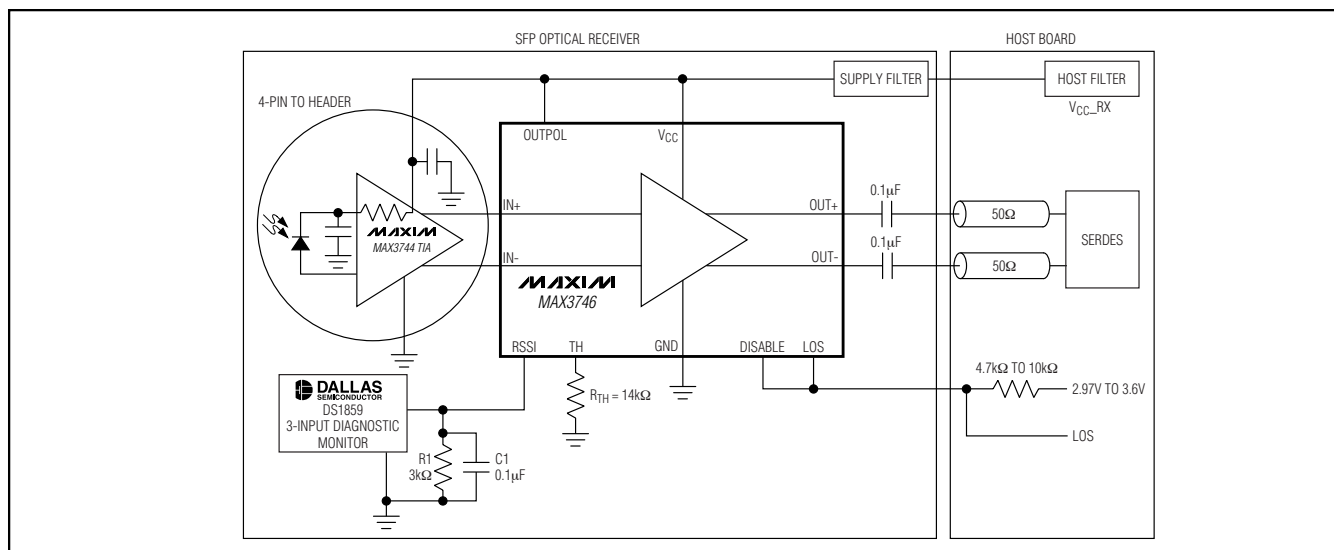 SFP OPTICAL RECEIVER
HOST BOARD
SUPPLY FILTER
HOST FILTER
VCC_RX
4-PIN TO HEADER
OUTPOL
VCC
MAXIM
MAX3744 TIA
IN+
IN-
MAXIM
MAX3746
OUT+
OUT-
0.1µF
0.1µF
50Ω
50Ω
SERDES
RSSI
TH
GND
DISABLE
LOS
RTH = 14kΩ
4.7kΩ TO 10kΩ
2.97V TO 3.6V
LOS
DALLAS
SEMICONDUCTOR
DS1859
3-INPUT DIAGNOSTIC
MONITOR
R1
3kΩ
C1
0.1µF